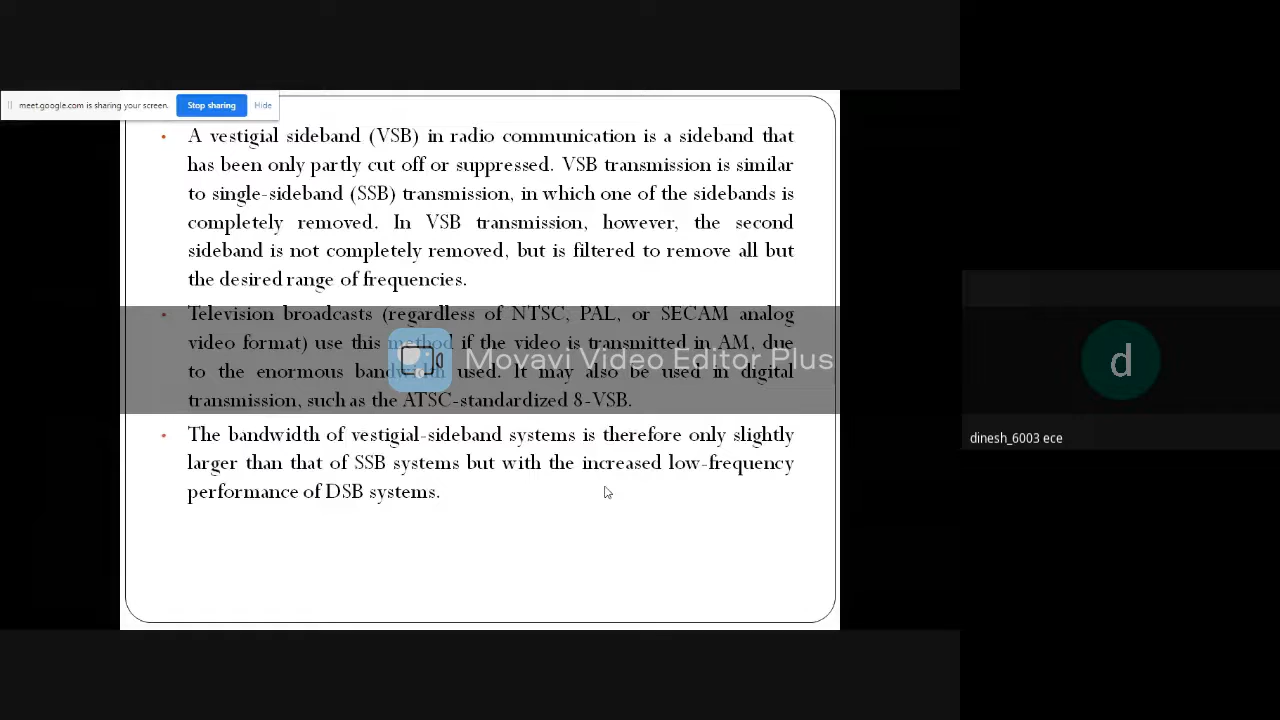 meet.google.com is sharing your screen.
Stop sharing
Hide
• A vestigial sideband (VSB) in radio communication is a sideband that
has been only partly cut off or suppressed. VSB transmission is similar
to single-sideband (SSB) transmission, in which one of the sidebands is
completely removed. In VSB transmission, however, the second
sideband is not completely removed, but is filtered to remove all but
the desired range of frequencies.
• Television broadcasts (regardless of NTSC, PAL, or SECAM analog
video format) use this method if the video is transmitted in AM, due
to the enormous bandwidth used. It may also be used in digital
transmission, such as the ATSC-standardized 8-VSB.
Movavi Video Editor Plus
• The bandwidth of vestigial-sideband systems is therefore only slightly
larger than that of SSB systems but with the increased low-frequency
performance of DSB systems.
d
dinesh_6003 ece